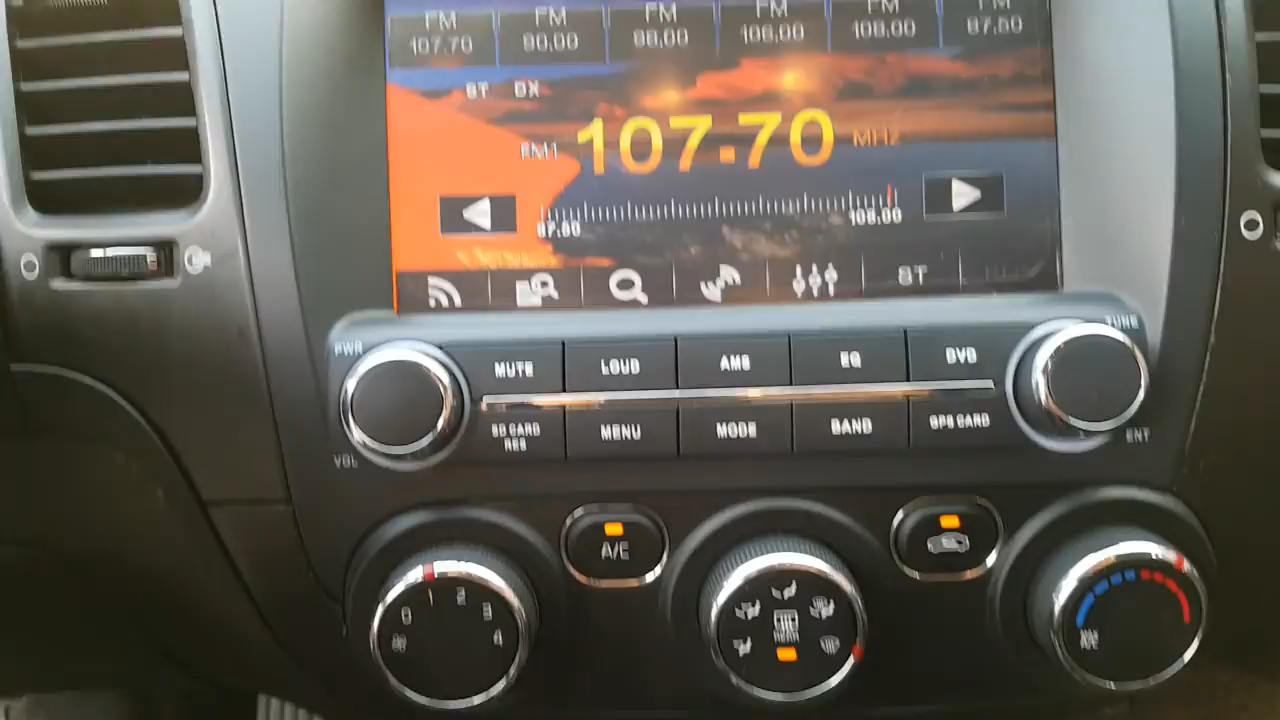 FM FM FM FM FM FM
107.70 90.00 98.00 106.00 108.00 87.50
ST DX
FM1 107.70 MHZ
87.50 108.00
ST
PWR TUNE
MUTE LOUD AMS EQ DVD
SD CARD MENU MODE BAND GPS CARD
RES
VOL ENT
A/C
0 1 2 3 4
REAR
MAX
A/C